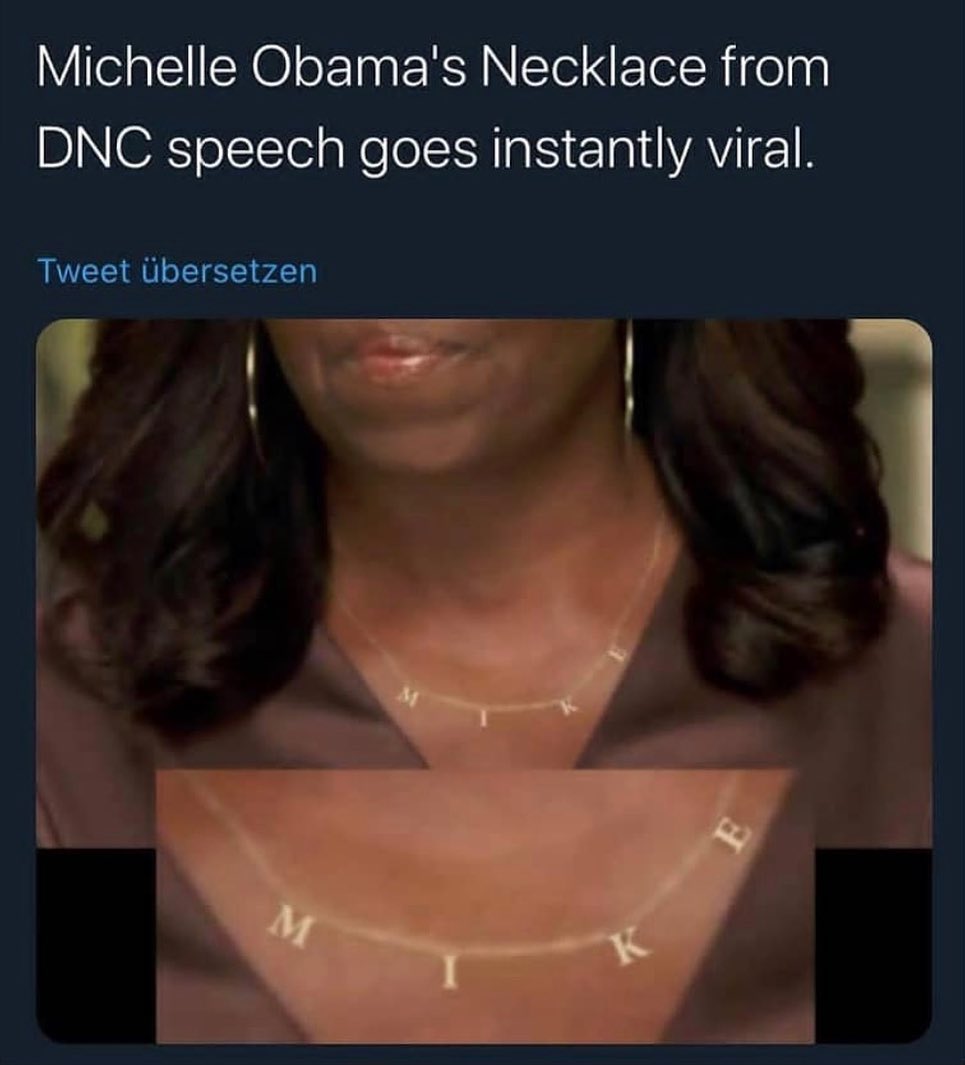 Michelle Obama's Necklace from
DNC speech goes instantly viral.
Tweet übersetzen
M I K E
M I K E